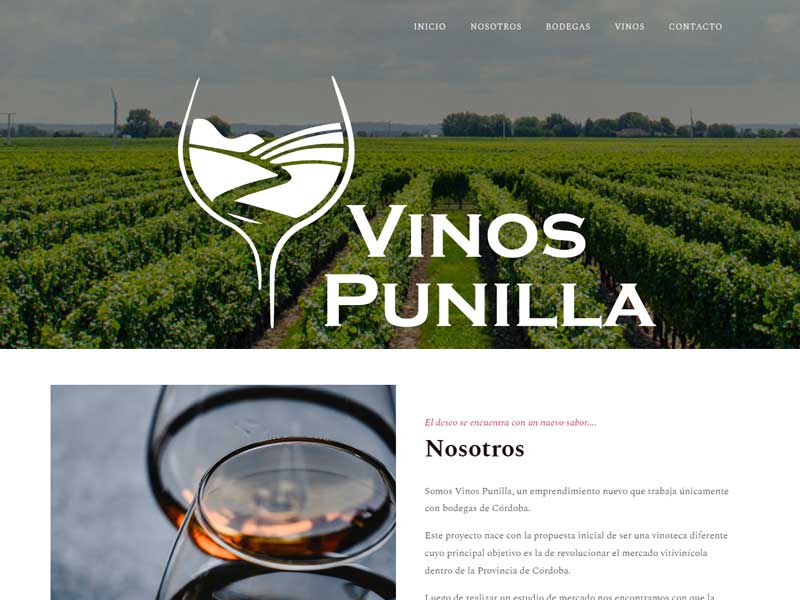 INICIO NOSOTROS BODEGAS VINOS CONTACTO
VINOS
PUNILLA
El deseo se encuentra con un nuevo sabor....
Nosotros
Somos Vinos Punilla, un emprendimiento nuevo que trabaja únicamente
con bodegas de Córdoba.
Este proyecto nace con la propuesta inicial de ser una vinoteca diferente
cuyo principal objetivo es la de revolucionar el mercado vitivinícola
dentro de la Provincia de Córdoba.
Luego de realizar un estudio de mercado nos encontramos con que la